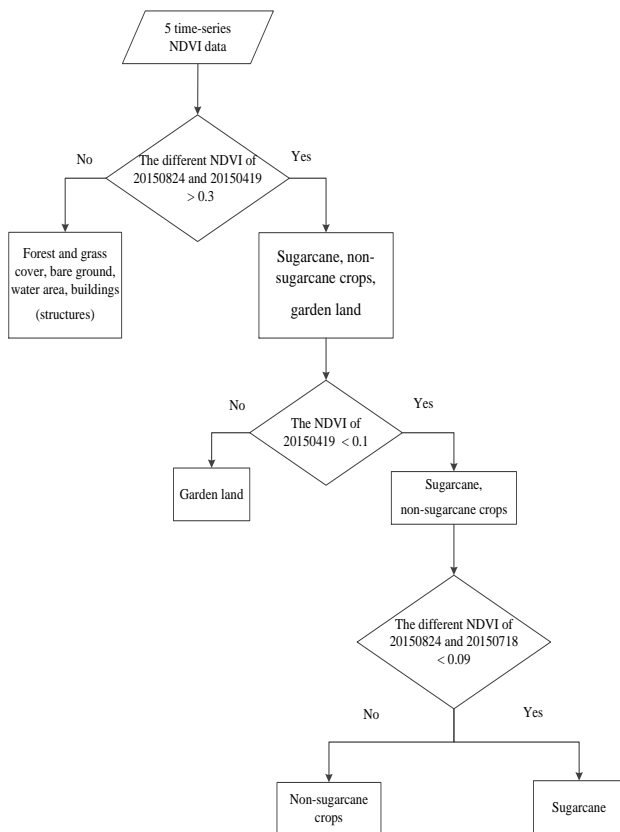 5 time-series
NDVI data
No
Yes
The different NDVI of
20150824 and 20150419
> 0.3
Forest and grass
cover, bare ground,
water area, buildings
(structures)
Sugarcane, non-
sugarcane crops,
garden land
No
Yes
The NDVI of
20150419 < 0.1
Garden land
Sugarcane,
non-sugarcane crops
The different NDVI of
20150824 and 20150718
< 0.09
No
Yes
Non-sugarcane
crops
Sugarcane